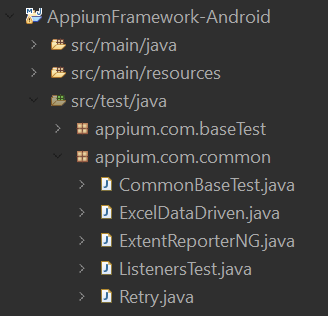 AppiumFramework-Android
src/main/java
src/main/resources
src/test/java
appium.com.baseTest
appium.com.common
CommonBaseTest.java
ExcelDataDriven.java
ExtentReporterNG.java
ListenersTest.java
Retry.java